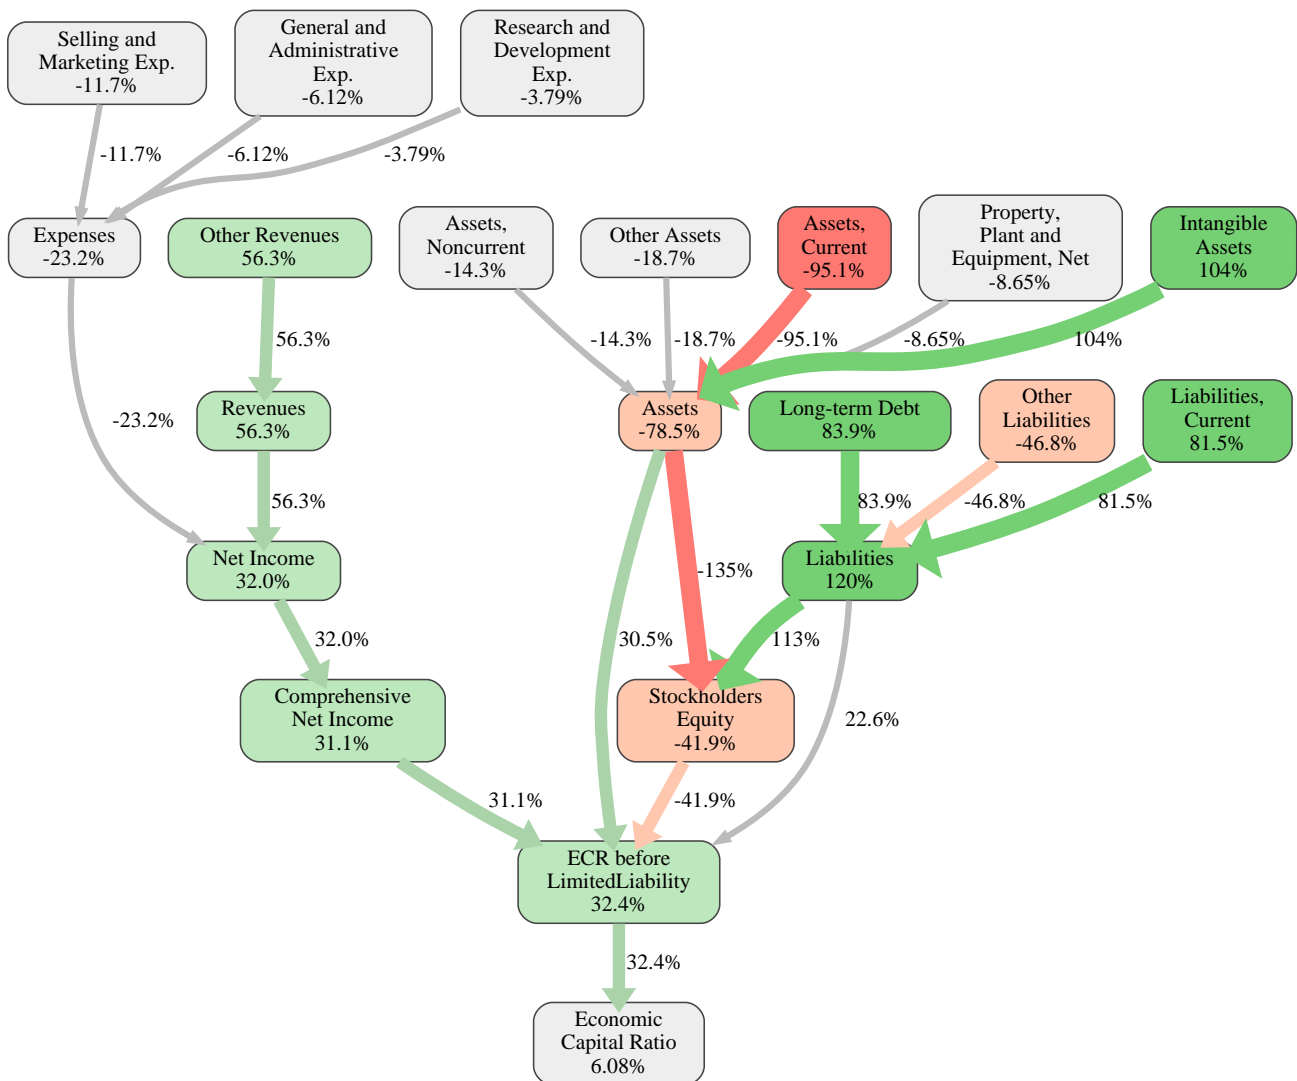 Selling and
Marketing Exp.
-11.7%
General and
Administrative
Exp.
-6.12%
Research and
Development
Exp.
-3.79%
-11.7%
-6.12%
-3.79%
Expenses
-23.2%
Other Revenues
56.3%
Assets,
Noncurrent
-14.3%
Other Assets
-18.7%
Assets,
Current
-95.1%
Property,
Plant and
Equipment, Net
-8.65%
Intangible
Assets
104%
56.3%
-14.3%
-18.7%
-95.1%
-8.65%
104%
-23.2%
Revenues
56.3%
Assets
-78.5%
Long-term Debt
83.9%
Other
Liabilities
-46.8%
Liabilities,
Current
81.5%
56.3%
83.9%
-46.8%
81.5%
Net Income
32.0%
-135%
Liabilities
120%
32.0%
30.5%
113%
22.6%
Comprehensive
Net Income
31.1%
Stockholders
Equity
-41.9%
31.1%
-41.9%
ECR before
LimitedLiability
32.4%
32.4%
Economic
Capital Ratio
6.08%